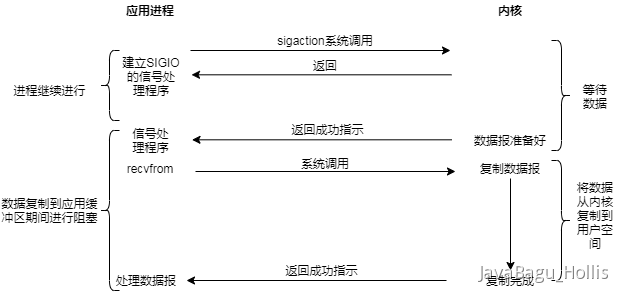 应用进程
内核
sigaction系统调用
建立SIGIO
的信号处
理程序
返回
进程继续进行
等待
数据
返回成功指示
信号处
理程序
数据报准备好
recvfrom
系统调用
复制数据报
数据复制到应用缓
冲区期间进行阻塞
将数据
从内核
复制到
用户空
间
返回成功指示
处理数据报
复制完成
JavaBagu_Hollis